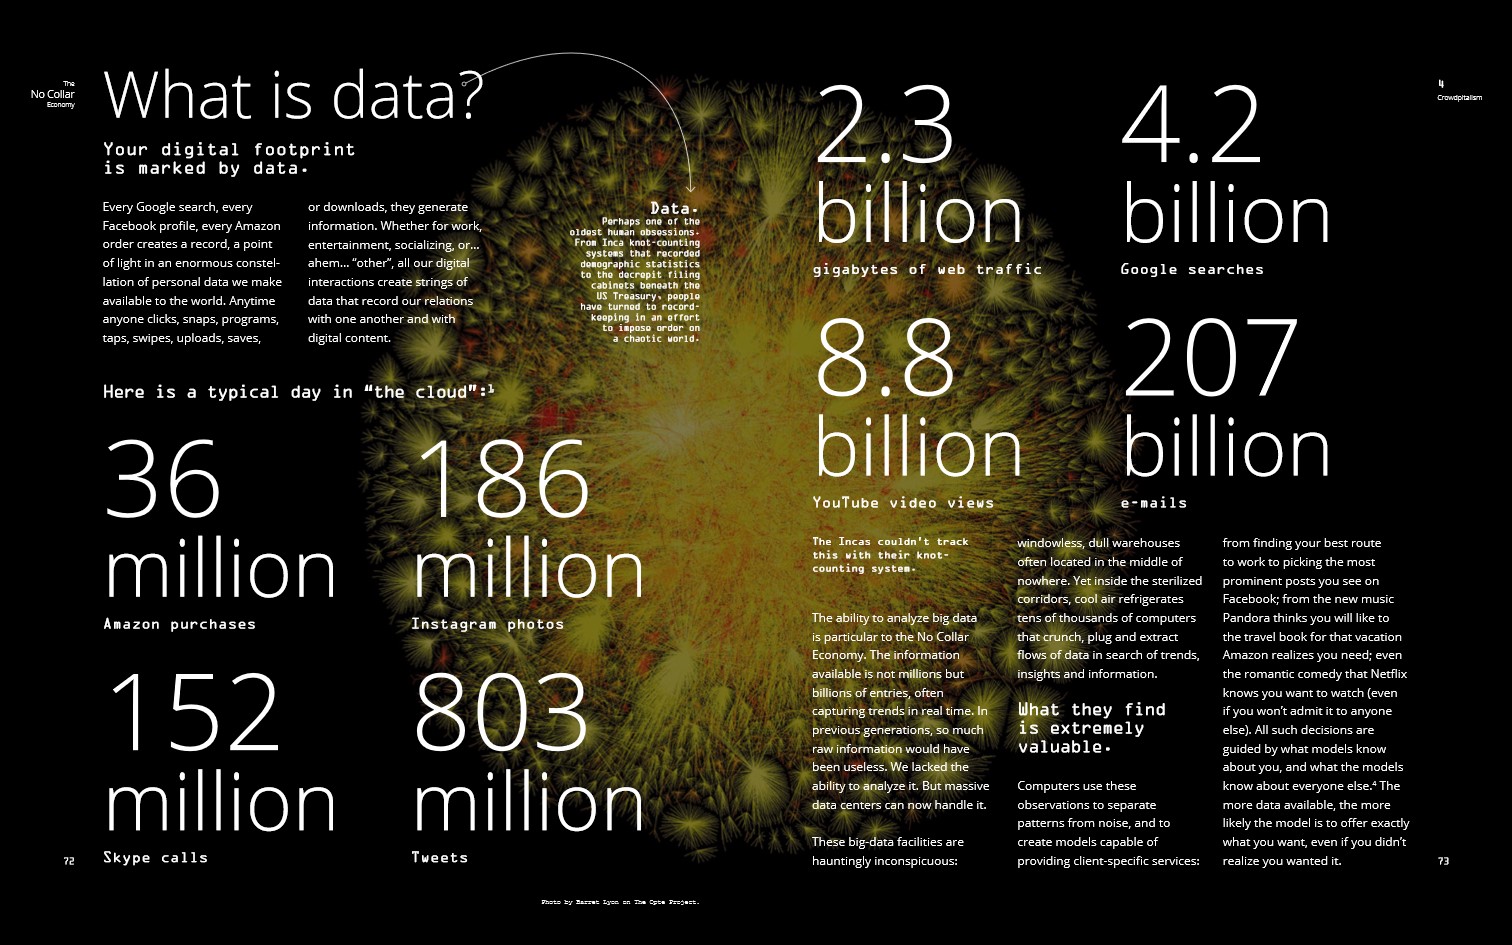 The
No Collar
Economy
What is data?
Your digital footprint
is marked by data.
Every Google search, every
Facebook profile, every Amazon
order creates a record, a point
of light in an enormous constel-
lation of personal data we make
available to the world. Anytime
anyone clicks, snaps, programs,
taps, swipes, uploads, saves,
or downloads, they generate
information. Whether for work,
entertainment, socializing, or...
ahem... “other”, all our digital
interactions create strings of
data that record our relations
with one another and with
digital content.
Data.
Perhaps one of the
oldest human obsessions.
From Inca knot-counting
systems that recorded
demographic statistics
to the decrepit filing
cabinets beneath the
US Treasury, people
have turned to record-
keeping in an effort
to impose order on
a chaotic world.
Here is a typical day in “the cloud”:¹
36
million
Amazon purchases
186
million
Instagram photos
152
million
Skype calls
803
million
Tweets
72
Photo by Barret Lyon on The Opte Project.
2.3
billion
gigabytes of web traffic
4.2
billion
Google searches
8.8
billion
YouTube video views
207
billion
e-mails
The Incas couldn't track
this with their knot-
counting system.
The ability to analyze big data
is particular to the No Collar
Economy. The information
available is not millions but
billions of entries, often
capturing trends in real time. In
previous generations, so much
raw information would have
been useless. We lacked the
ability to analyze it. But massive
data centers can now handle it.
These big-data facilities are
hauntingly inconspicuous:
windowless, dull warehouses
often located in the middle of
nowhere. Yet inside the sterilized
corridors, cool air refrigerates
tens of thousands of computers
that crunch, plug and extract
flows of data in search of trends,
insights and information.
What they find
is extremely
valuable.
Computers use these
observations to separate
patterns from noise, and to
create models capable of
providing client-specific services:
from finding your best route
to work to picking the most
prominent posts you see on
Facebook; from the new music
Pandora thinks you will like to
the travel book for that vacation
Amazon realizes you need; even
the romantic comedy that Netflix
knows you want to watch (even
if you won’t admit it to anyone
else). All such decisions are
guided by what models know
about you, and what the models
know about everyone else.⁴ The
more data available, the more
likely the model is to offer exactly
what you want, even if you didn’t
realize you wanted it.
4
Crowdpitalism
73